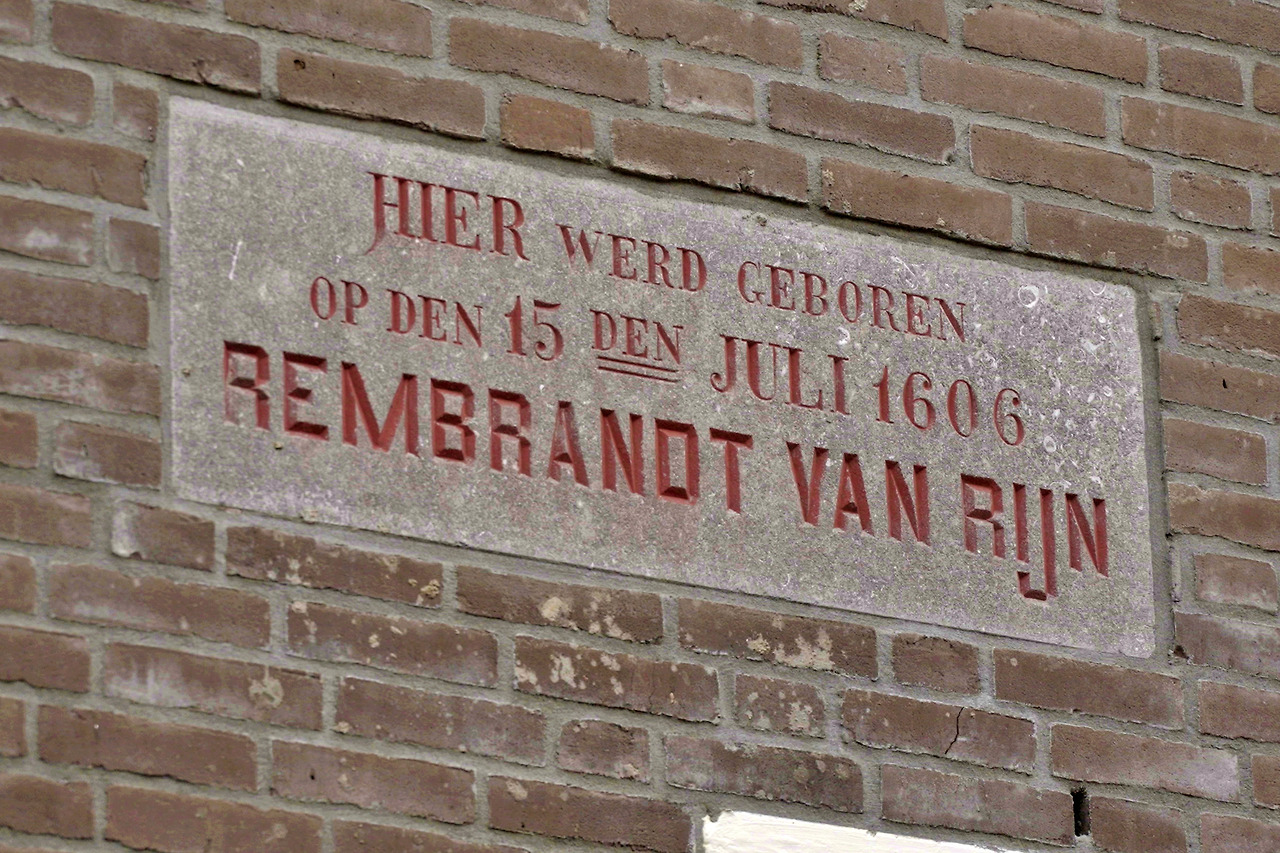 HIER WERD GEBOREN
OP DEN 15 DEN JULI 1606
REMBRANDT VAN RIJN